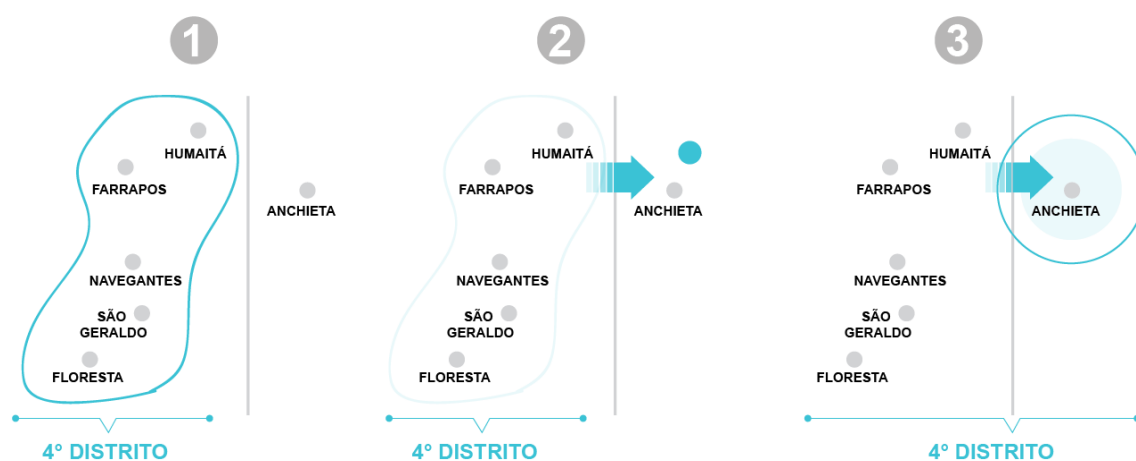 1
HUMAITÁ
FARRAPOS
ANCHIETA
NAVEGANTES
SÃO
GERALDO
FLORESTA
4° DISTRITO
2
HUMAITÁ
FARRAPOS
ANCHIETA
NAVEGANTES
SÃO
GERALDO
FLORESTA
4° DISTRITO
3
HUMAITÁ
FARRAPOS
ANCHIETA
NAVEGANTES
SÃO
GERALDO
FLORESTA
4° DISTRITO